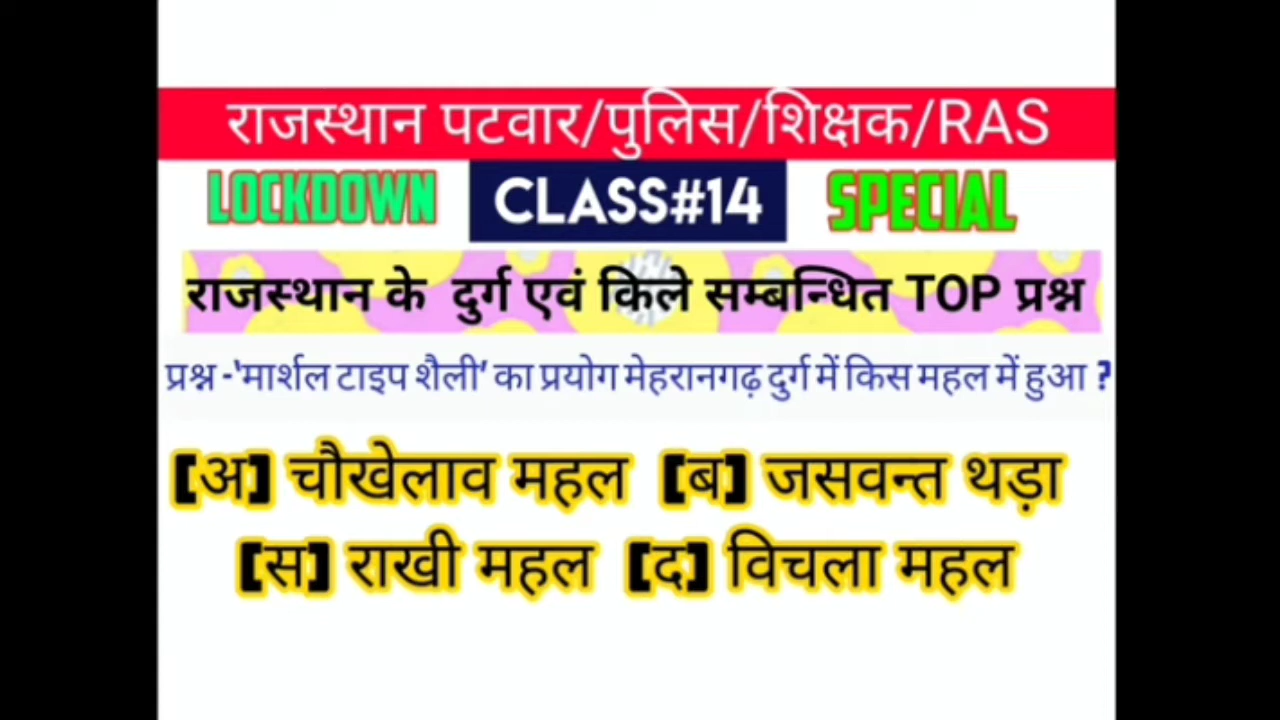 राजस्थान पटवार/पुलिस/शिक्षक/RAS
LOCKDOWN CLASS#14 SPECIAL
राजस्थान के दुर्ग एवं किले सम्बन्धित TOP प्रश्न
प्रश्न -'मार्शल टाइप शैली' का प्रयोग मेहरानगढ़ दुर्ग में किस महल में हुआ ?
[अ] चौखेलाव महल [ब] जसवन्त थड़ा
[स] राखी महल [द] विचला महल